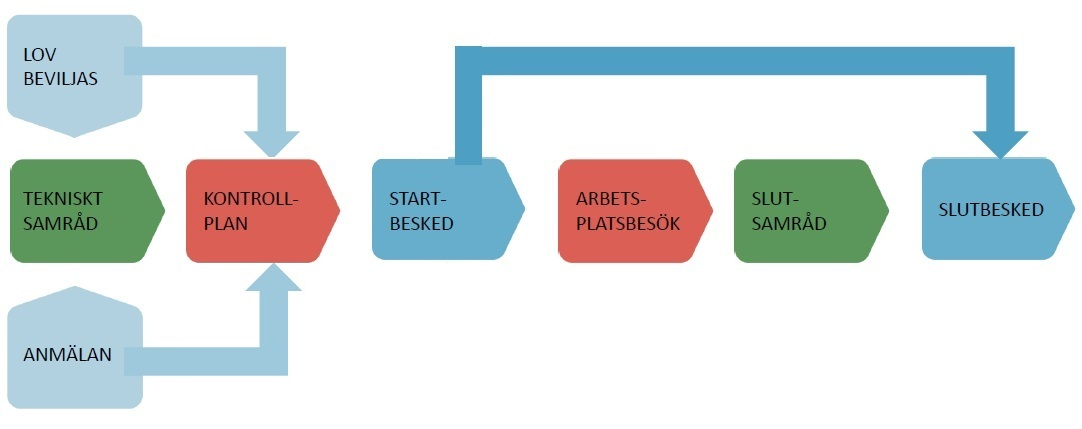 LOV
BEVILJAS
TEKNISKT
SAMRÅD
KONTROLL-
PLAN
START-
BESKED
ARBETS-
PLATSBESÖK
SLUT-
SAMRÅD
SLUTBESKED
ANMÄLAN